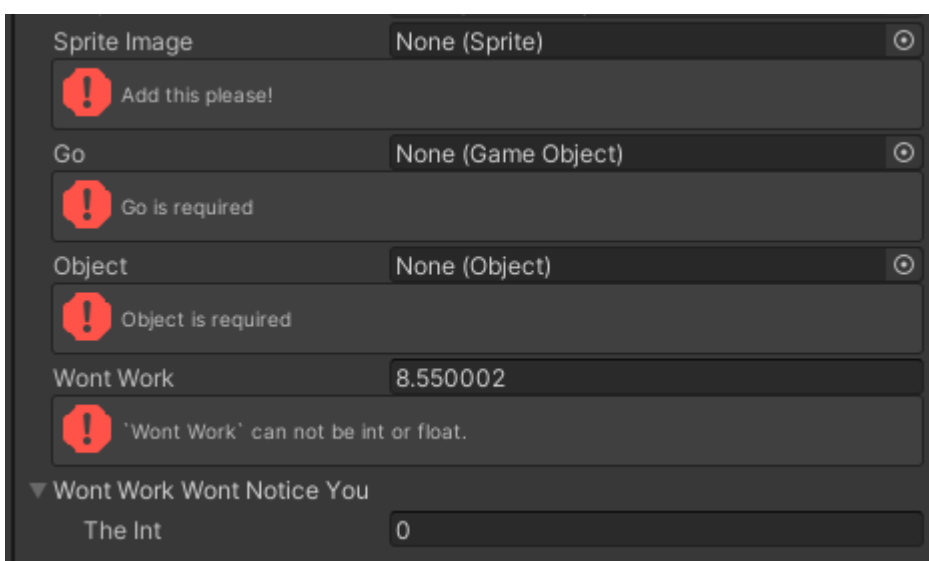 Sprite Image None (Sprite)
Add this please!
Go None (Game Object)
Go is required
Object None (Object)
Object is required
Wont Work 8.550002
`Wont Work` can not be int or float.
Wont Work Wont Notice You
The Int 0